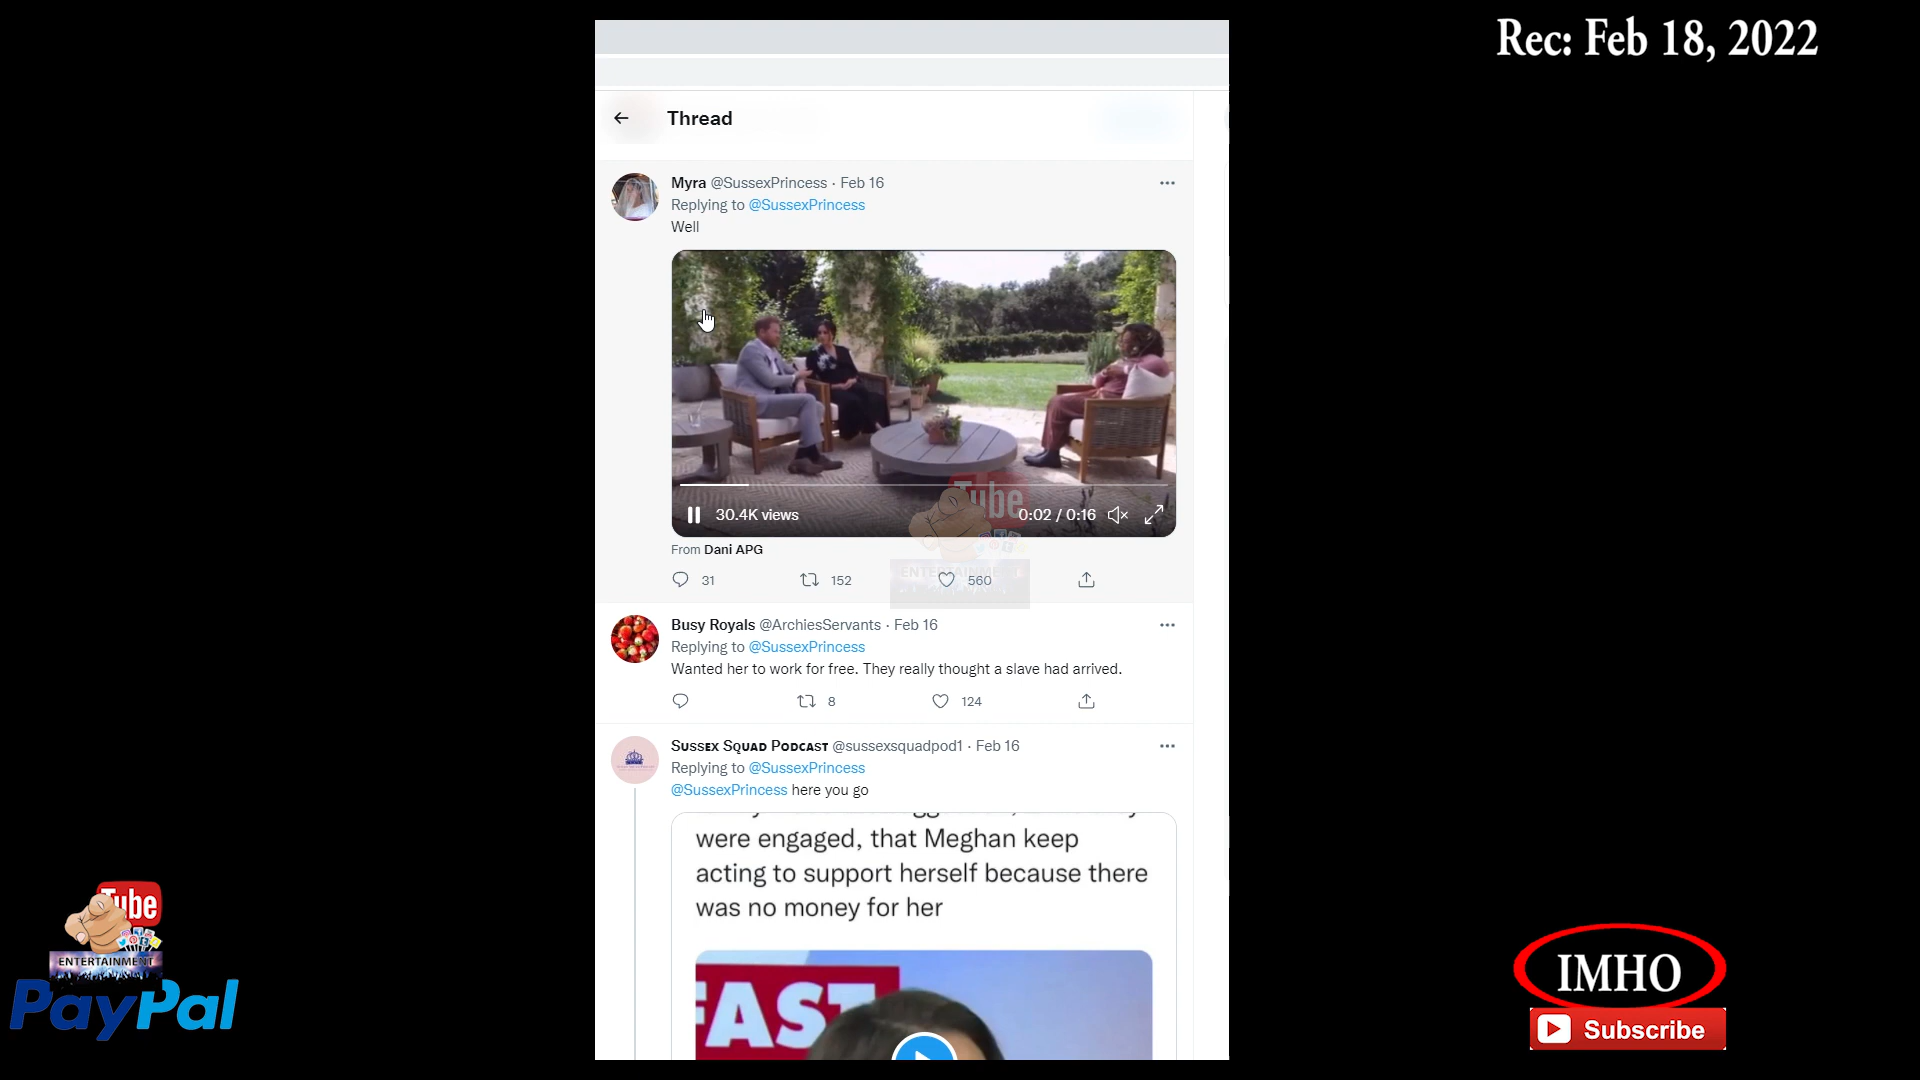 Rec: Feb 18, 2022
Thread
Myra @SussexPrincess · Feb 16
Replying to @SussexPrincess
Well
30.4K views
0:02 / 0:16
Tube
ENTERTAINMENT
From Dani APG
31 152 560
Busy Royals @ArchiesServants · Feb 16
Replying to @SussexPrincess
Wanted her to work for free. They really thought a slave had arrived.
8 124
Sussex Squad Podcast @sussexsquadpod1 · Feb 16
Replying to @SussexPrincess
@SussexPrincess here you go
were engaged, that Meghan keep
acting to support herself because there
was no money for her
FAST
Tube
ENTERTAINMENT
PayPal
IMHO
Subscribe